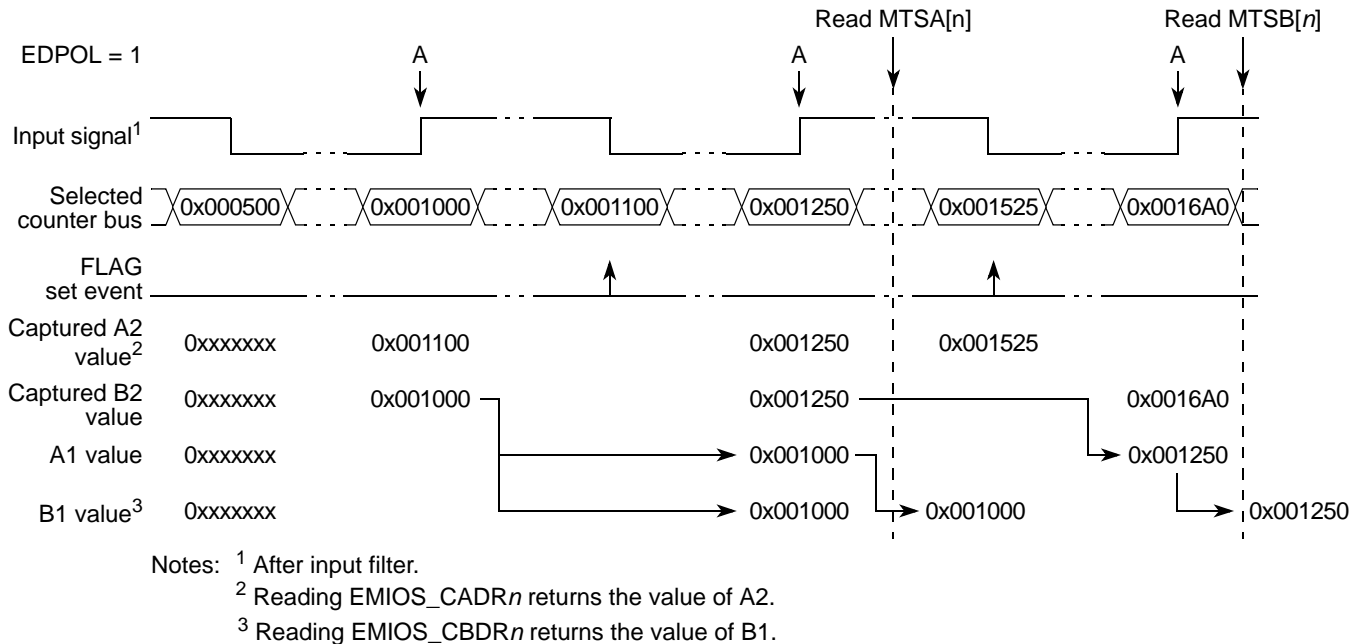 Read MTSA[n] Read MTSB[n]
EDPOL = 1 A A A
Input signal1
Selected
counter bus 0x000500 0x001000 0x001100 0x001250 0x001525 0x0016A0
FLAG
set event
Captured A2
value2 0xxxxxxx 0x001100 0x001250 0x001525
Captured B2
value 0xxxxxxx 0x001000 0x001250 0x0016A0
A1 value 0xxxxxxx 0x001000 0x001250
B1 value3 0xxxxxxx 0x001000 0x001000 0x001250
Notes: 1 After input filter.
2 Reading EMIOS_CADRn returns the value of A2.
3 Reading EMIOS_CBDRn returns the value of B1.